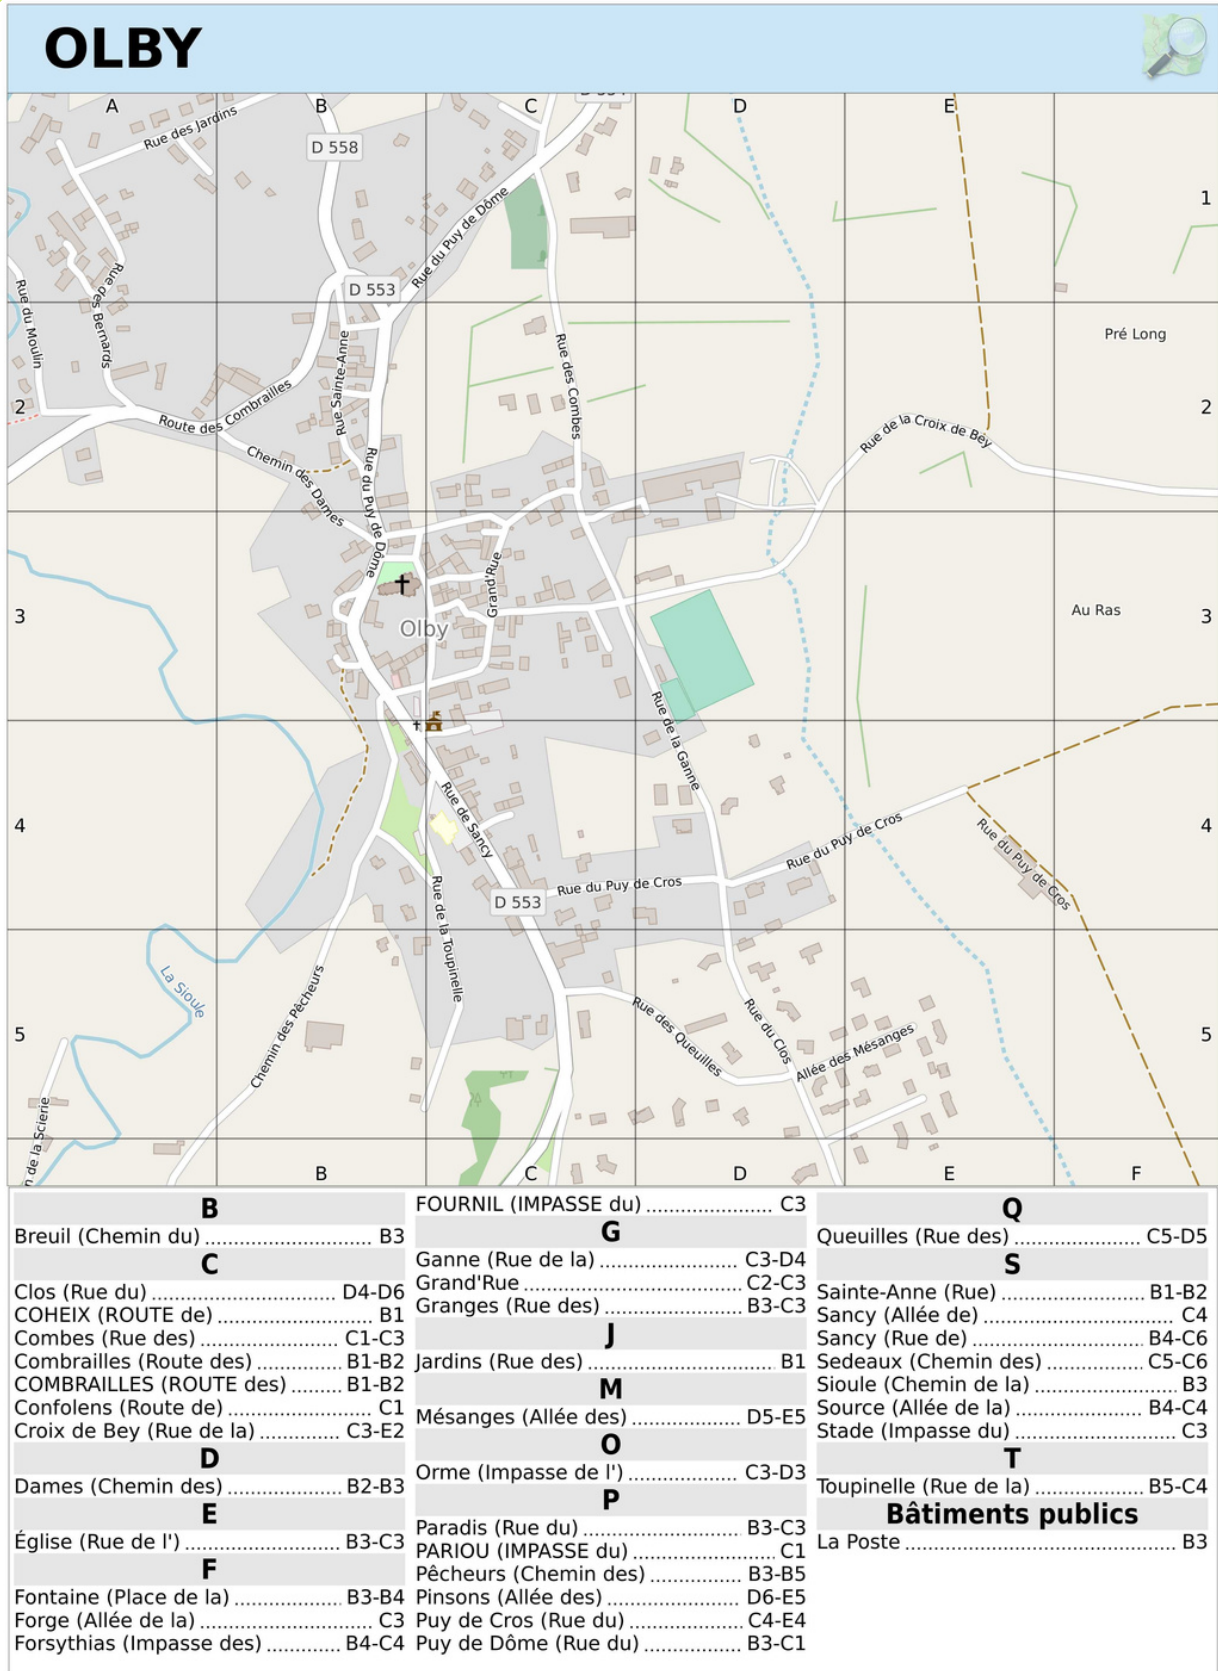 OLBY
A B C D E
D 554
Rue des Jardins
D 558
1
Rue du Puy de Dôme
Rue des Bernards
Rue du Moulin
D 553
Pré Long
Rue Sainte-Anne
Rue des Combes
2 2
Route des Combrailles
Rue de la Croix de Bey
Chemin des Dames
Rue du Puy de Dôme
Grand'Rue
Au Ras
3 3
Olby
Rue de la Ganne
Rue de Sancy
4 4
Rue du Puy de Cros
Rue du Puy de Cros
Rue du Puy de Cros
D 553
Rue de la Toupinelle
La Sioule
Chemin des Pêcheurs
Rue des Queuilles
Rue du Clos
5 5
Allée des Mésanges
n de la Scierie
B C D E F
B
Breuil (Chemin du) B3
C
Clos (Rue du) D4-D6
COHEIX (ROUTE de) B1
Combes (Rue des) C1-C3
Combrailles (Route des) B1-B2
COMBRAILLES (ROUTE des) B1-B2
Confolens (Route de) C1
Croix de Bey (Rue de la) C3-E2
D
Dames (Chemin des) B2-B3
E
Église (Rue de l') B3-C3
F
Fontaine (Place de la) B3-B4
Forge (Allée de la) C3
Forsythias (Impasse des) B4-C4
FOURNIL (IMPASSE du) C3
G
Ganne (Rue de la) C3-D4
Grand'Rue C2-C3
Granges (Rue des) B3-C3
J
Jardins (Rue des) B1
M
Mésanges (Allée des) D5-E5
O
Orme (Impasse de l') C3-D3
P
Paradis (Rue du) B3-C3
PARIOU (IMPASSE du) C1
Pêcheurs (Chemin des) B3-B5
Pinsons (Allée des) D6-E5
Puy de Cros (Rue du) C4-E4
Puy de Dôme (Rue du) B3-C1
Q
Queuilles (Rue des) C5-D5
S
Sainte-Anne (Rue) B1-B2
Sancy (Allée de) C4
Sancy (Rue de) B4-C6
Sedeaux (Chemin des) C5-C6
Sioule (Chemin de la) B3
Source (Allée de la) B4-C4
Stade (Impasse du) C3
T
Toupinelle (Rue de la) B5-C4
Bâtiments publics
La Poste B3